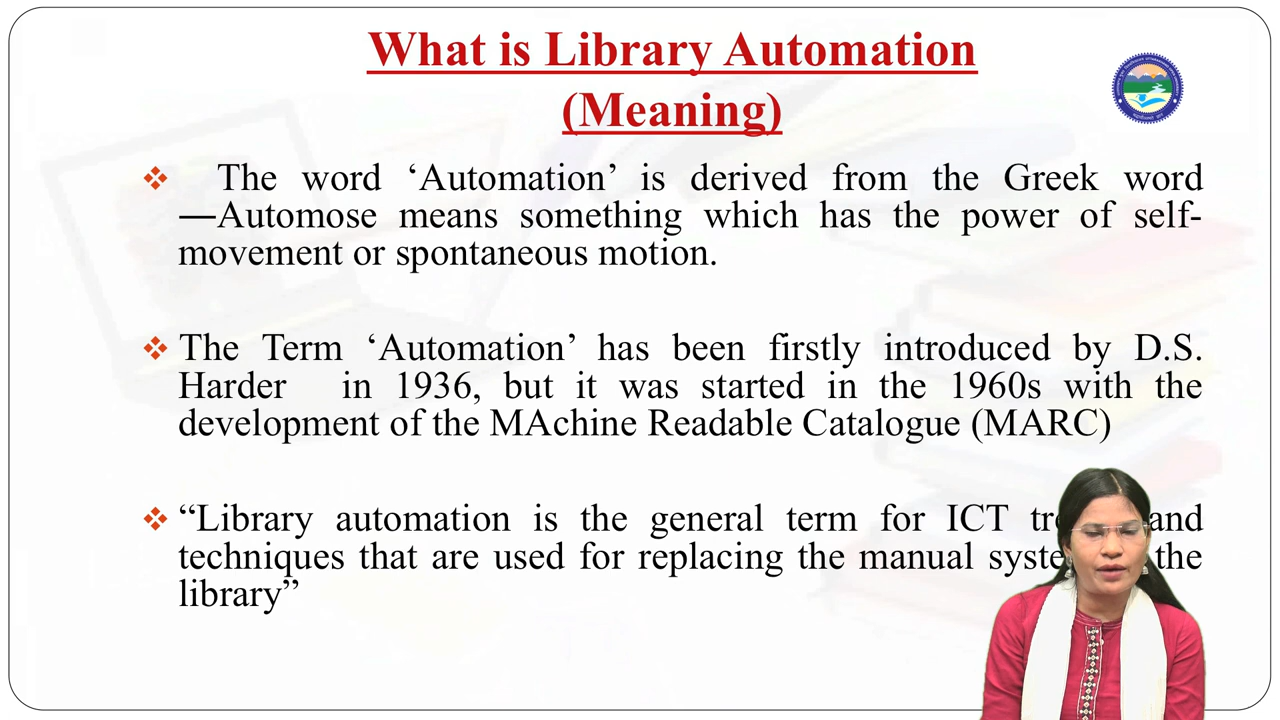 What is Library Automation
(Meaning)
The word ‘Automation’ is derived from the Greek word
―Automose means something which has the power of self-
movement or spontaneous motion.
The Term ‘Automation’ has been firstly introduced by D.S.
Harder in 1936, but it was started in the 1960s with the
development of the MAchine Readable Catalogue (MARC)
“Library automation is the general term for ICT and
techniques that are used for replacing the manual the
library”